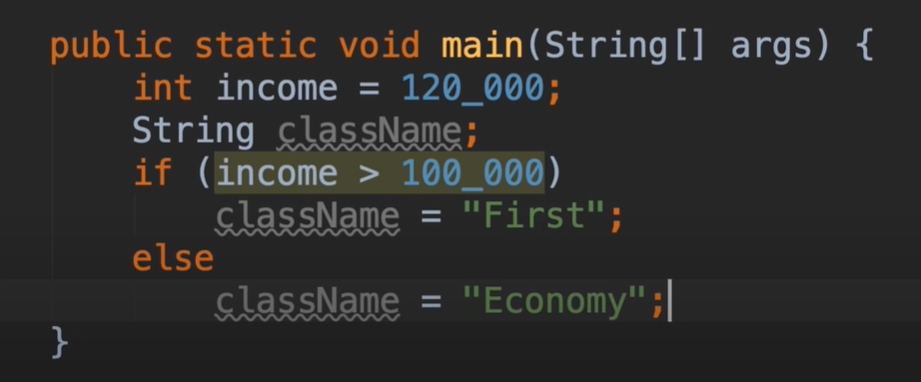 public static void main(String[] args) {
    int income = 120_000;
    String className;
    if (income > 100_000)
        className = "First";
    else
        className = "Economy";
}